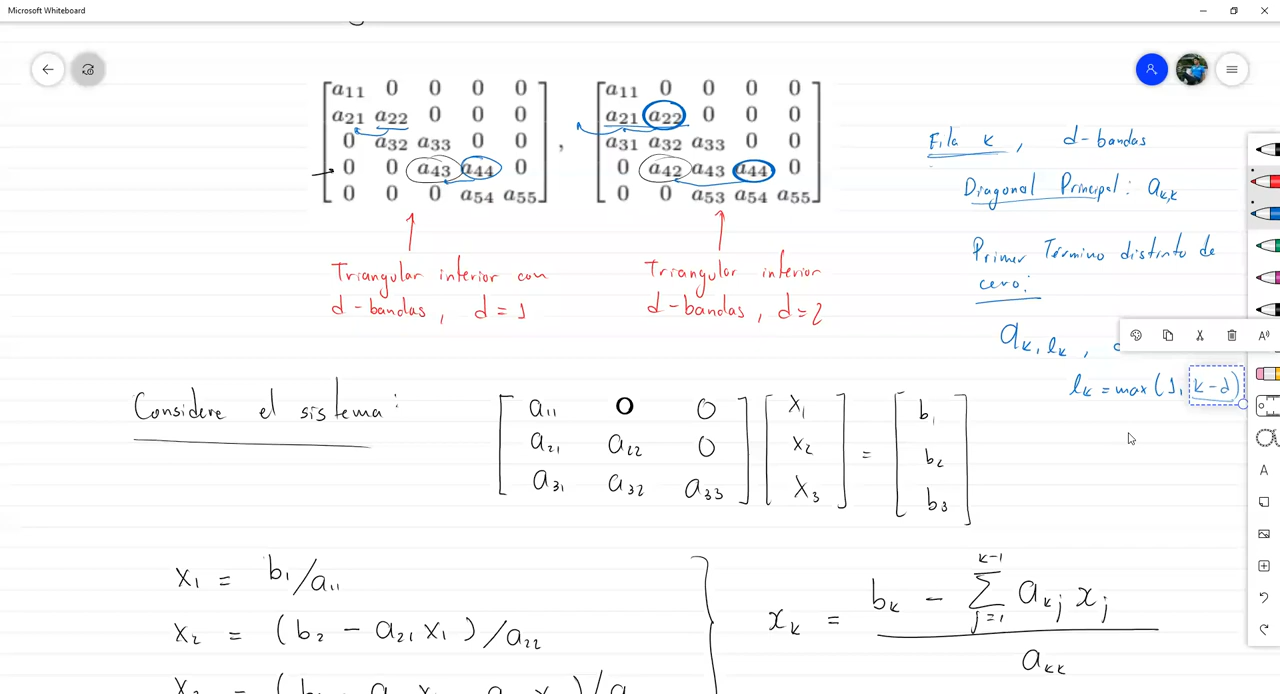 Microsoft Whiteboard
a11 0 0 0 0
a21 a22 0 0 0
0 a32 a33 0 0
0 0 a43 a44 0
0 0 0 a54 a55
,
a11 0 0 0 0
a21 a22 0 0 0
a31 a32 a33 0 0
0 a42 a43 a44 0
0 0 a53 a54 a55
Triangular inferior con
d-bandas, d=1
Triangular inferior
d-bandas, d=2
Fila k, d-bandas
Diagonal Principal: ak,k
Primer Término distinto de
cero:
ak,lk ,
lk = max(1, k-d)
Considere el sistema:
[a11 0 0] [x1] = [b1]
[a21 a22 0] [x2] [b2]
[a31 a32 a33] [x3] [b3]
x1 = b1/a11
x2 = (b2 - a21 x1)/a22
xk = (bk - Σ_{j=1}^{k-1} akj xj) / akk